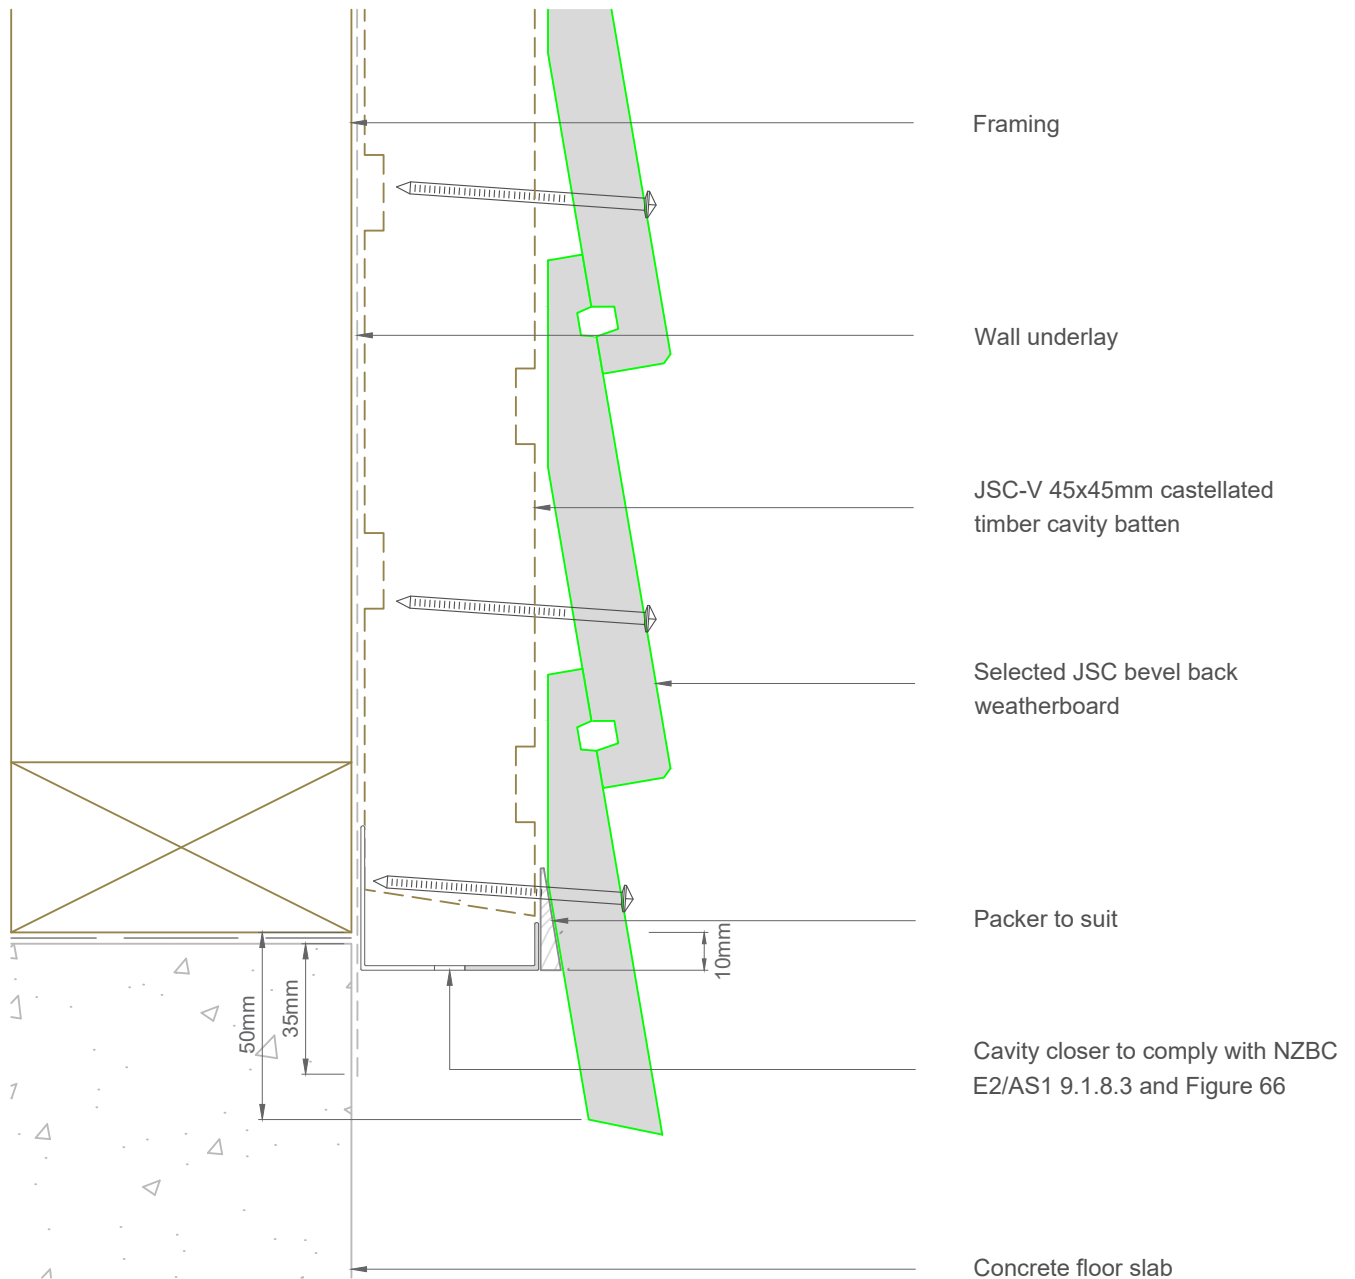 Framing
Wall underlay
JSC-V 45x45mm castellated
timber cavity batten
Selected JSC bevel back
weatherboard
Packer to suit
10mm
50mm
35mm
Cavity closer to comply with NZBC
E2/AS1 9.1.8.3 and Figure 66
Concrete floor slab